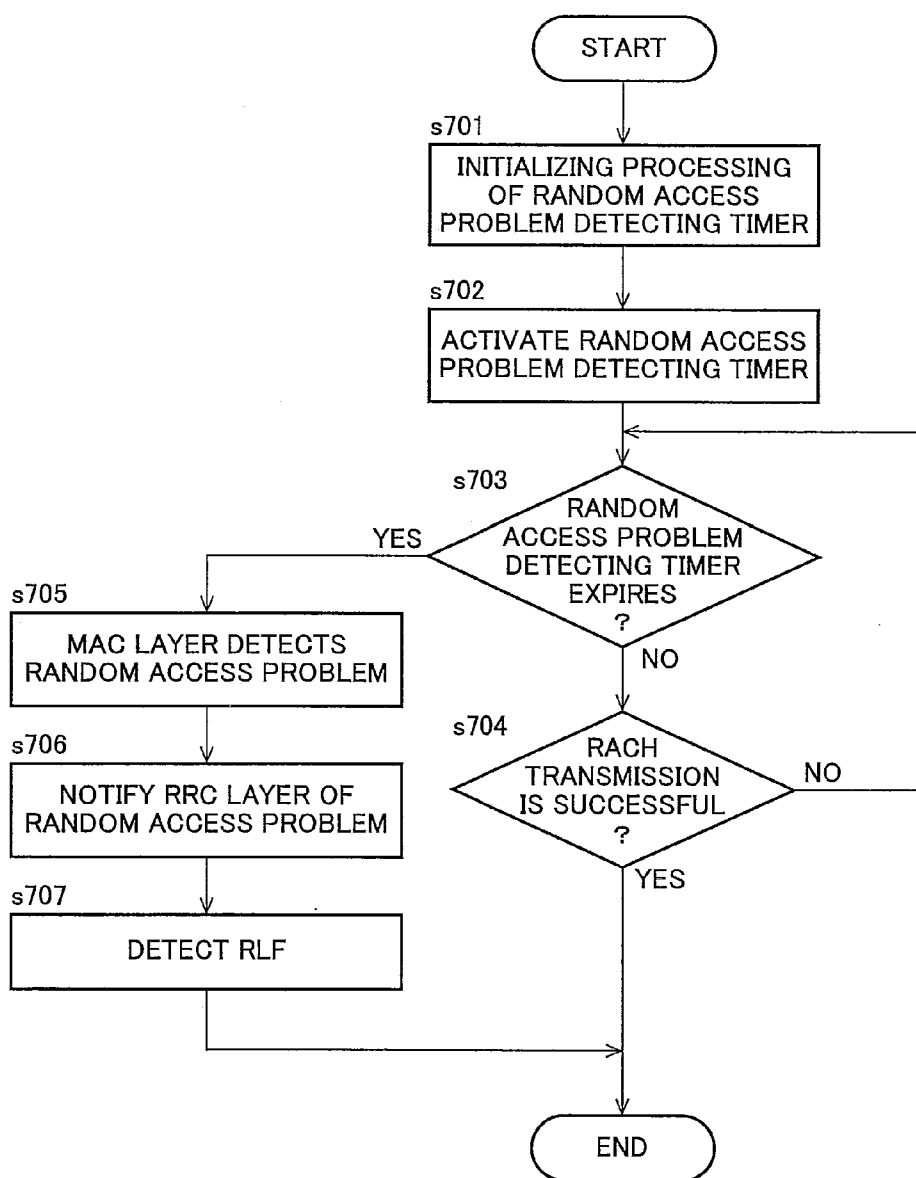 START
s701
INITIALIZING PROCESSING
OF RANDOM ACCESS
PROBLEM DETECTING TIMER
s702
ACTIVATE RANDOM ACCESS
PROBLEM DETECTING TIMER
s703
RANDOM
ACCESS PROBLEM
DETECTING TIMER
EXPIRES
?
YES
NO
s705
MAC LAYER DETECTS
RANDOM ACCESS PROBLEM
s704
RACH
TRANSMISSION
IS SUCCESSFUL
?
NO
YES
s706
NOTIFY RRC LAYER OF
RANDOM ACCESS PROBLEM
s707
DETECT RLF
END